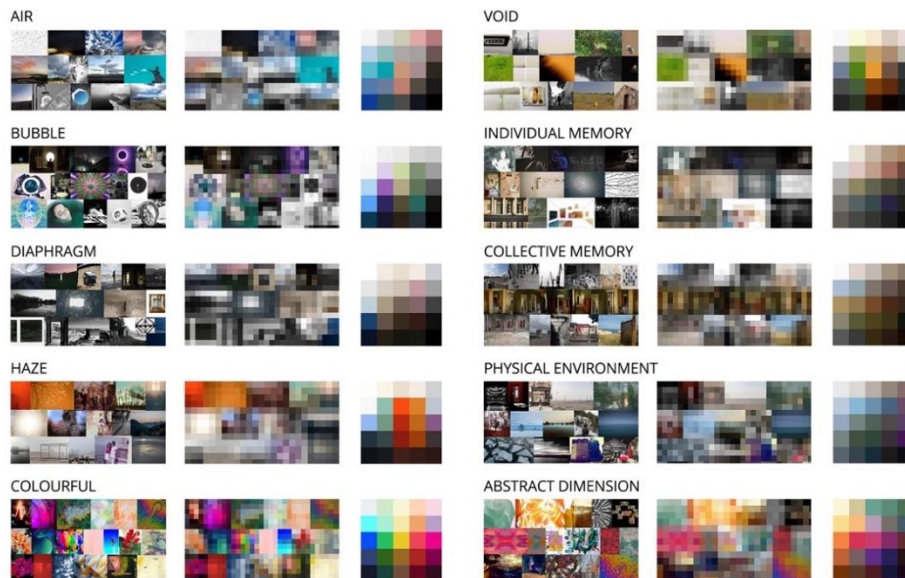 AIR
VOID
BUBBLE
INDIVIDUAL MEMORY
DIAPHRAGM
COLLECTIVE MEMORY
HAZE
PHYSICAL ENVIRONMENT
COLOURFUL
ABSTRACT DIMENSION